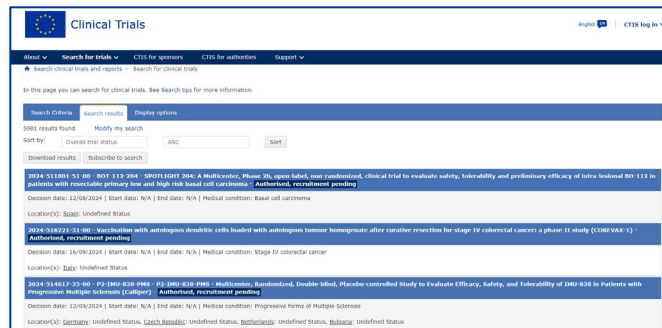 Clinical Trials
English EN CTIS log in
About Search for trials CTIS for sponsors CTIS for authorities Support
Search clinical trials and reports > Search for clinical trials
In this page you can search for clinical trials. See Search tips for more information.
Search Criteria Search results Display options
5981 results found Modify my search
Sort by: Overall trial status ASC Sort
Download results Subscribe to search
2024-511801-51-00 - BOT-112-204 - SPOTLIGHT 204: A Multicenter, Phase 2b, open-label, non-randomized, clinical trial to evaluate safety, tolerability and preliminary efficacy of intra-lesional BO-112 in
patients with resectable primary low and high risk basal cell carcinoma - Authorised, recruitment pending
Decision date: 12/08/2024 | Start date: N/A | End date: N/A | Medical condition: Basal cell carcinoma
Location(s): Spain: Undefined Status
2024-516221-31-00 - Vaccination with autologous dendritic cells loaded with autologous tumour homogenate after curative resection for stage IV colorectal cancer: a phase II study (COREVAX-1) -
Authorised, recruitment pending
Decision date: 16/09/2024 | Start date: N/A | End date: N/A | Medical condition: Stage IV colorectal cancer
Location(s): Italy: Undefined Status
2024-514617-35-00 - P2-IMU-838-PMS - P2-IMU-838-PMS - Multicenter, Randomized, Double-blind, Placebo-controlled Study to Evaluate Efficacy, Safety, and Tolerability of IMU-838 in Patients with
Progressive Multiple Sclerosis (Calliper) - Authorised, recruitment pending
Decision date: 12/09/2024 | Start date: N/A | End date: N/A | Medical condition: Progressive forms of Multiple Sclerosis
Location(s): Germany: Undefined Status, Czech Republic: Undefined Status, Netherlands: Undefined Status, Bulgaria: Undefined Status